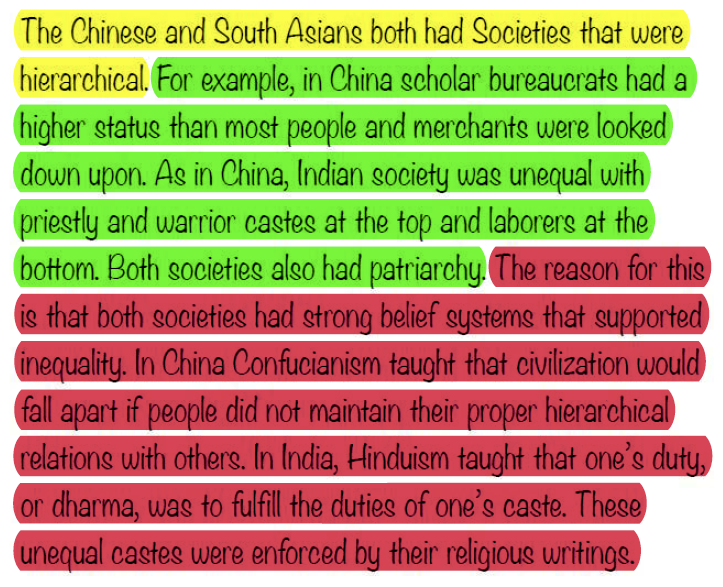 The Chinese and South Asians both had Societies that were
hierarchical. For example, in China scholar bureaucrats had a
higher status than most people and merchants were looked
down upon. As in China, Indian society was unequal with
priestly and warrior castes at the top and laborers at the
bottom. Both societies also had patriarchy. The reason for this
is that both societies had strong belief systems that supported
inequality. In China Confucianism taught that civilization would
fall apart if people did not maintain their proper hierarchical
relations with others. In India, Hinduism taught that one's duty,
or dharma, was to fulfill the duties of one's caste. These
unequal castes were enforced by their religious writings.